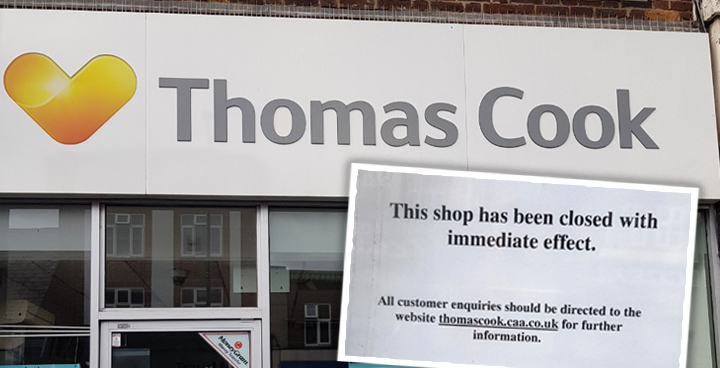 Thomas Cook
This shop has been closed with
immediate effect.
All customer enquiries should be directed to the
website thomascook.caa.co.uk for further
information.
MoneyGram